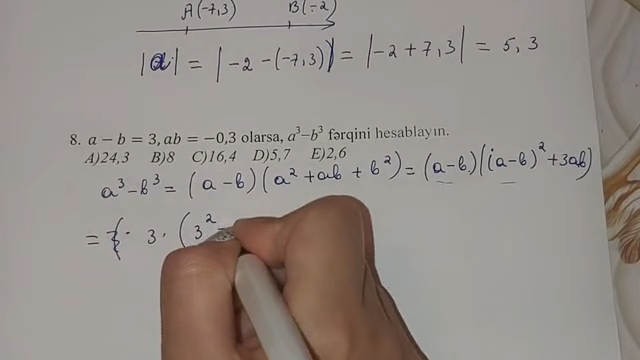 A(-7,3) B(-2)
|a| = |-2-(-7,3)| = |-2+7,3| = 5,3
8. a − b = 3, ab = −0,3 olarsa, a³–b³ fərqini hesablayın.
A)24,3 B)8 C)16,4 D)5,7 E)2,6
a³-b³ = (a-b)(a²+ab+b²) = (a-b)((a-b)²+3ab)
= 3·(3²